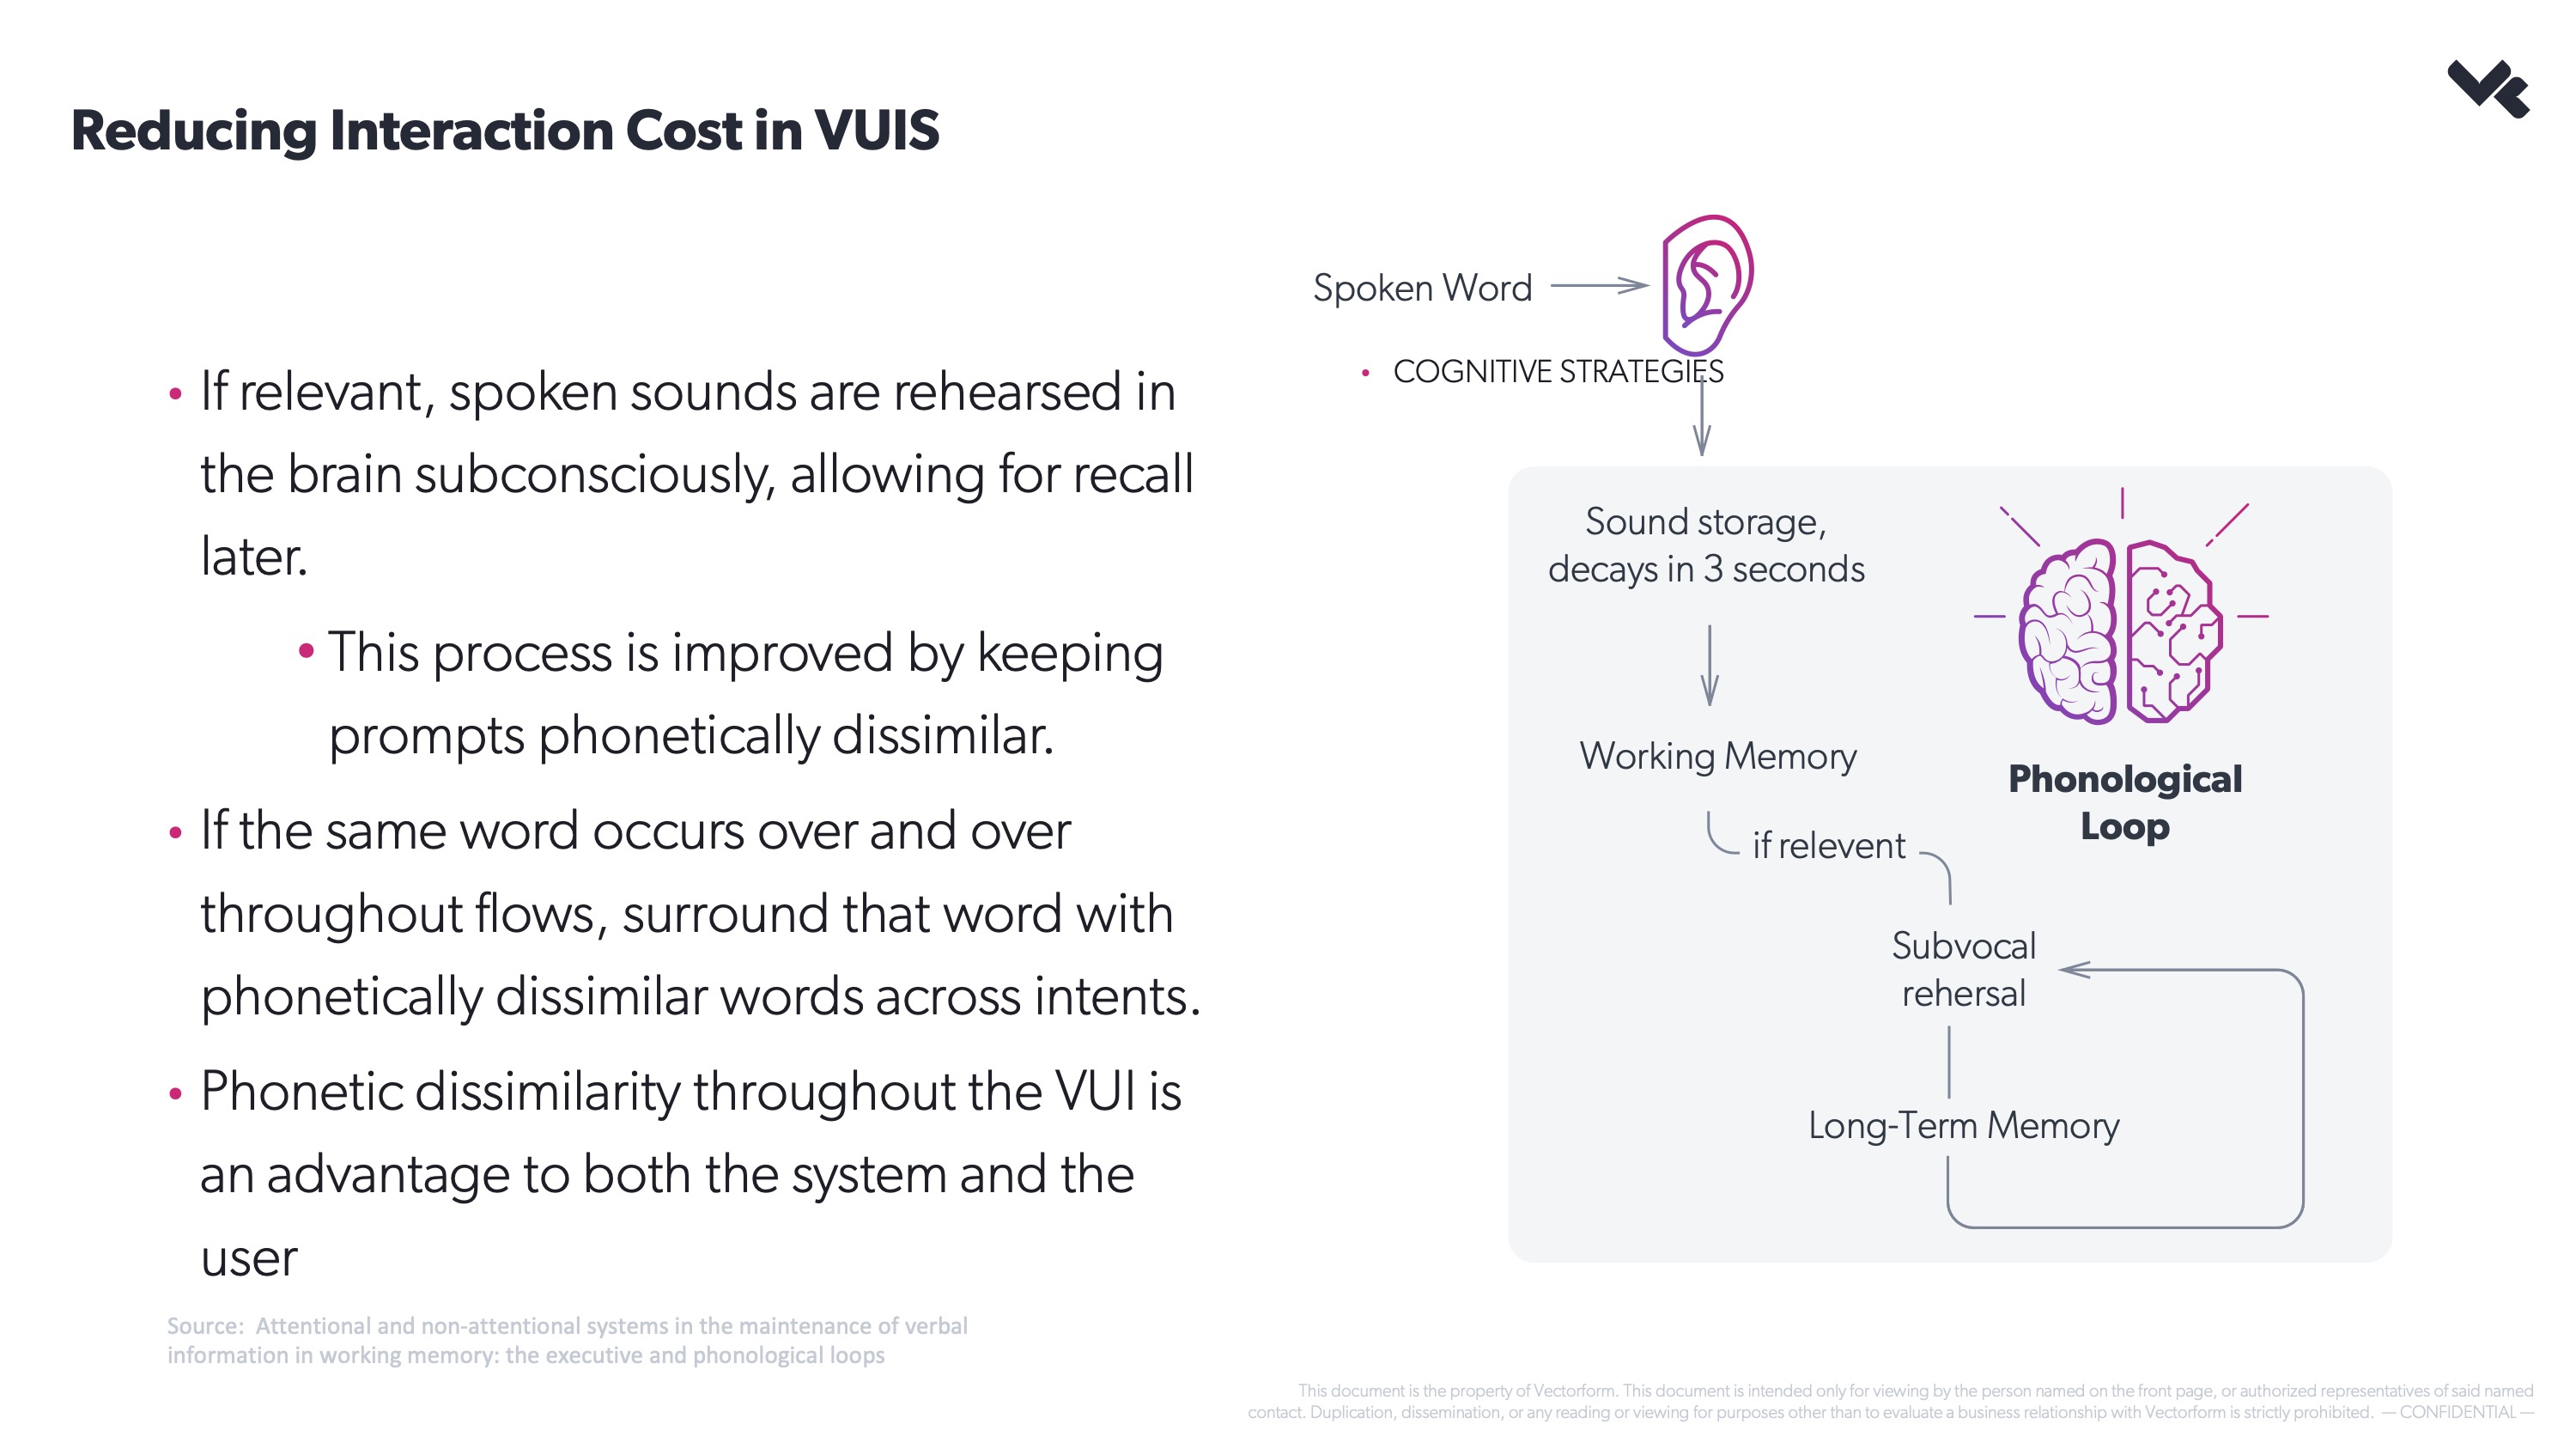 Reducing Interaction Cost in VUIS
• If relevant, spoken sounds are rehearsed in
the brain subconsciously, allowing for recall
later.
• This process is improved by keeping
prompts phonetically dissimilar.
• If the same word occurs over and over
throughout flows, surround that word with
phonetically dissimilar words across intents.
• Phonetic dissimilarity throughout the VUI is
an advantage to both the system and the
user
Source: Attentional and non-attentional systems in the maintenance of verbal
information in working memory: the executive and phonological loops
Spoken Word
• COGNITIVE STRATEGIES
Sound storage,
decays in 3 seconds
Working Memory
if relevent
Phonological
Loop
Subvocal
rehersal
Long-Term Memory
This document is the property of Vectorform. This document is intended only for viewing by the person named on the front page, or authorized representatives of said named
contact. Duplication, dissemination, or any reading or viewing for purposes other than to evaluate a business relationship with Vectorform is strictly prohibited. — CONFIDENTIAL —